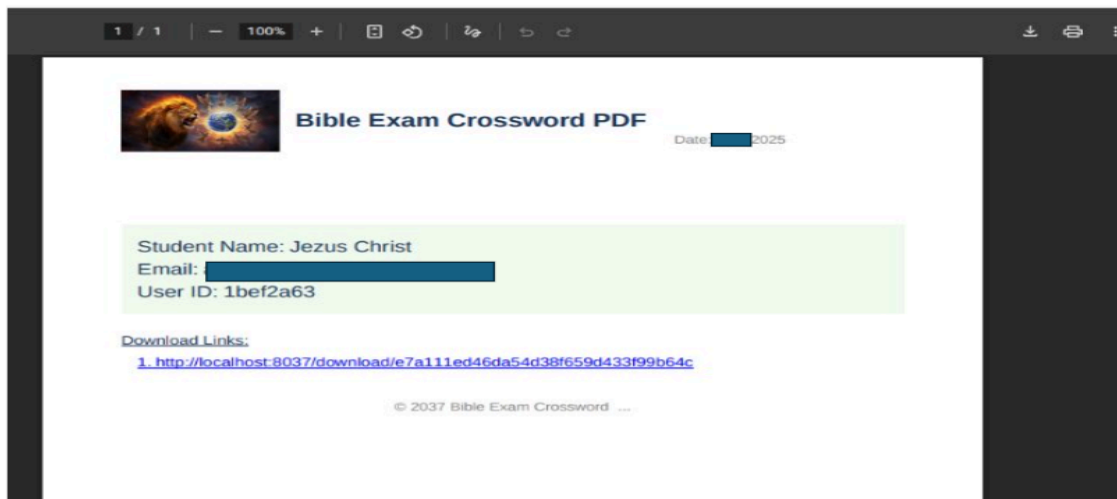 1 / 1 100%
Bible Exam Crossword PDF
Date: 2025
Student Name: Jezus Christ
Email:
User ID: 1bef2a63
Download Links:
1. http://localhost:8037/download/e7a111ed46da54d38f659d433f99b64c
© 2037 Bible Exam Crossword ...